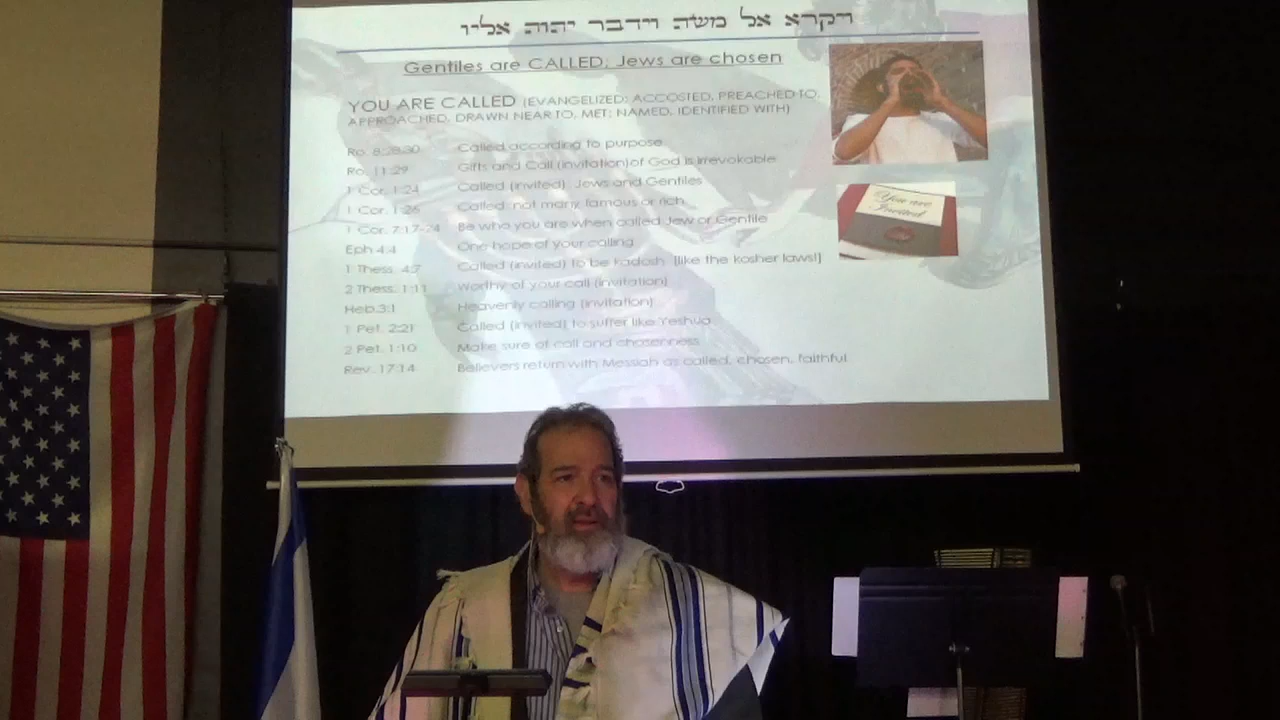 ויקרא אל משה וידבר יהוה אליו
Gentiles are CALLED; Jews are chosen
YOU ARE CALLED (EVANGELIZED; ACCOSTED, PREACHED TO,
APPROACHED, DRAWN NEAR TO, MET; NAMED, IDENTIFIED WITH)
Ro. 8:28-30 Called according to purpose
Ro. 11:29 Gifts and Call (invitation)of God is irrevokable
1 Cor. 1:24 Called (invited): Jews and Gentiles
1 Cor. 1:26 Called: not many famous or rich
1 Cor. 7:17-24 Be who you are when called Jew or Gentile
Eph 4:4 One hope of your calling
1 Thess. 4:7 Called (invited) to be kadosh [like the kosher laws!]
2 Thess. 1:11 Worthy of your call (invitation)
Heb.3:1 Heavenly calling (invitation)
1 Pet. 2:21 Called (invited) to suffer like Yeshua
2 Pet. 1:10 Make sure of call and chosenness
Rev. 17:14 Believers return with Messiah as called, chosen, faithful
You are
Invited